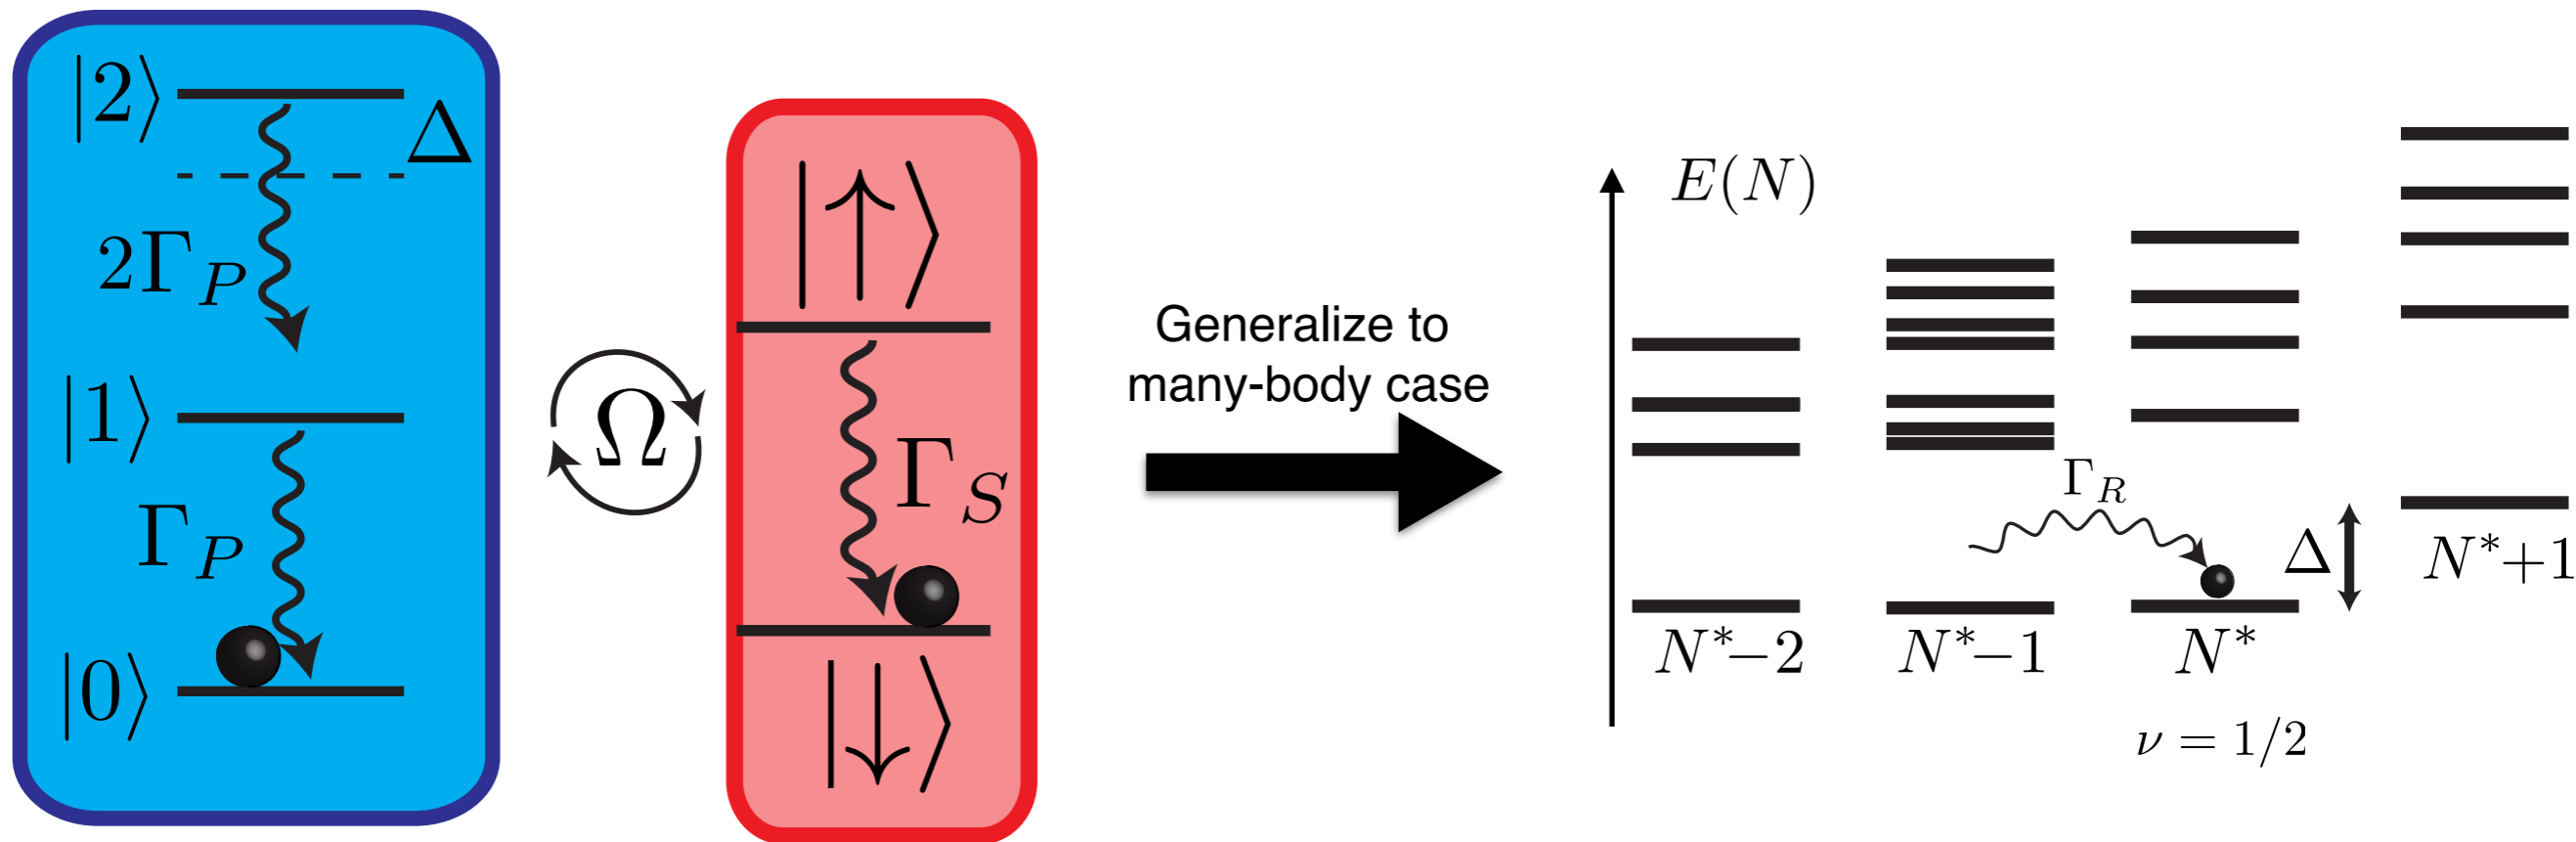 |2⟩
Δ
2Γ_P
|1⟩
Γ_P
|0⟩
Ω
|↑⟩
Γ_S
|↓⟩
Generalize to
many-body case
E(N)
Γ_R
Δ
N*−2
N*−1
N*
N*+1
ν = 1/2